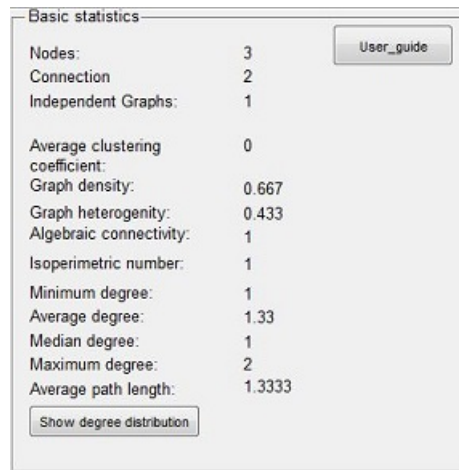 Basic statistics
User_guide
Nodes: 3
Connection 2
Independent Graphs: 1
Average clustering 0
coefficient:
Graph density: 0.667
Graph heterogenity: 0.433
Algebraic connectivity: 1
Isoperimetric number: 1
Minimum degree: 1
Average degree: 1.33
Median degree: 1
Maximum degree: 2
Average path length: 1.3333
Show degree distribution